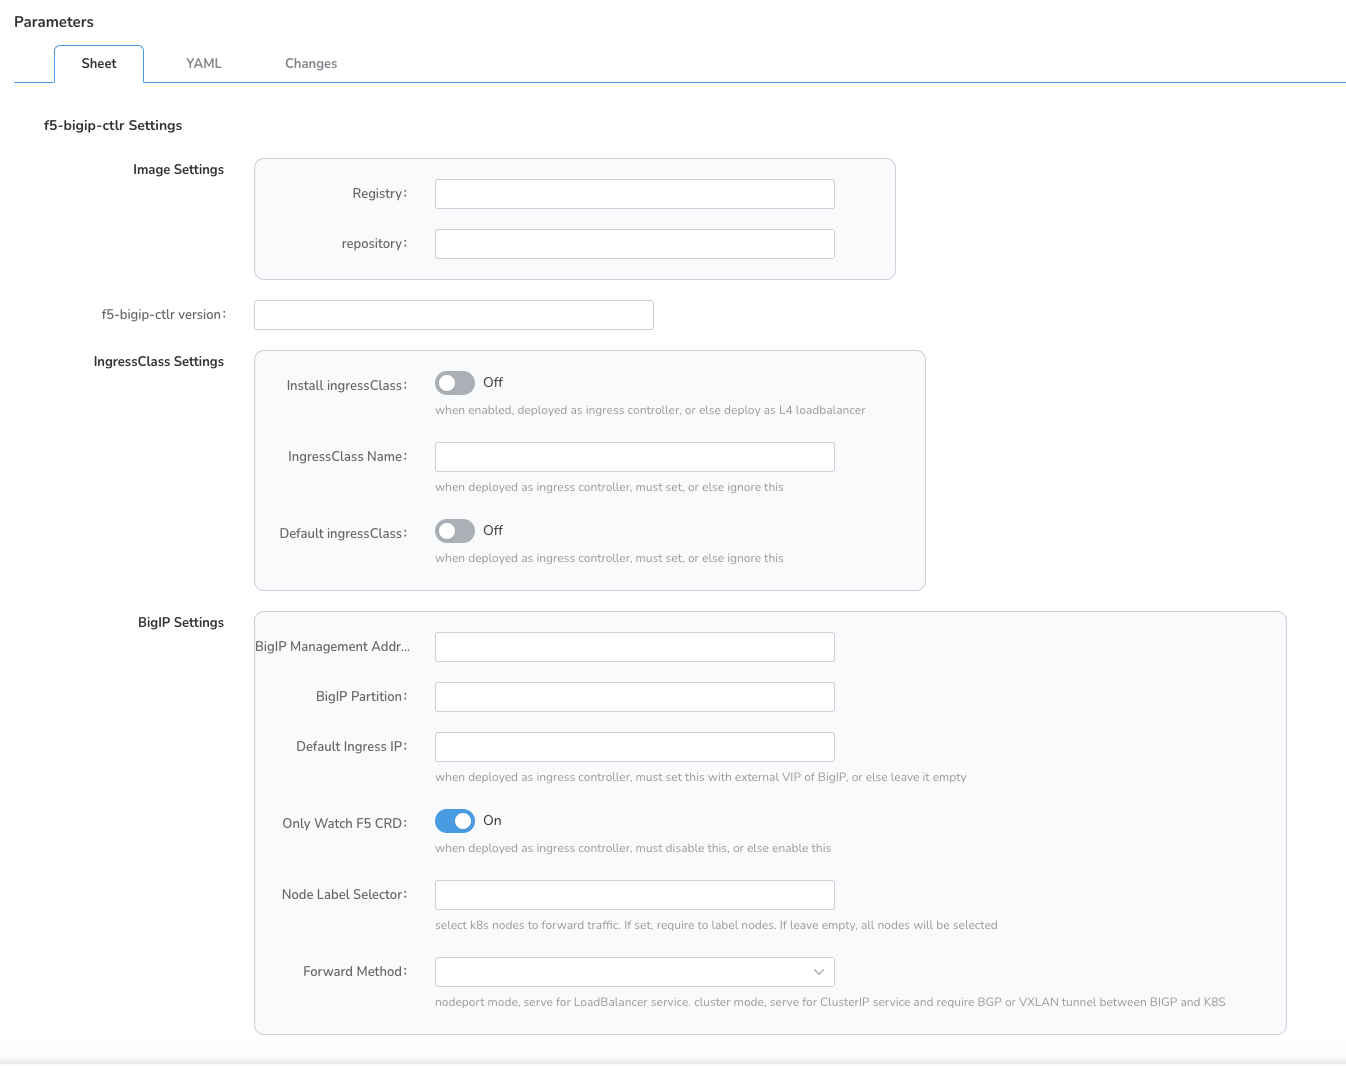 Parameters
Sheet YAML Changes
f5-bigip-ctlr Settings
Image Settings
Registry:
repository:
f5-bigip-ctlr version:
IngressClass Settings
Install ingressClass: Off
when enabled, deployed as ingress controller, or else deploy as L4 loadbalancer
IngressClass Name:
when deployed as ingress controller, must set, or else ignore this
Default ingressClass: Off
when deployed as ingress controller, must set, or else ignore this
BigIP Settings
BigIP Management Addr...
BigIP Partition:
Default Ingress IP:
when deployed as ingress controller, must set this with external VIP of BigIP, or else leave it empty
Only Watch F5 CRD: On
when deployed as ingress controller, must disable this, or else enable this
Node Label Selector:
select k8s nodes to forward traffic. If set, require to label nodes. If leave empty, all nodes will be selected
Forward Method:
nodeport mode, serve for LoadBalancer service. cluster mode, serve for ClusterIP service and require BGP or VXLAN tunnel between BIGP and K8S